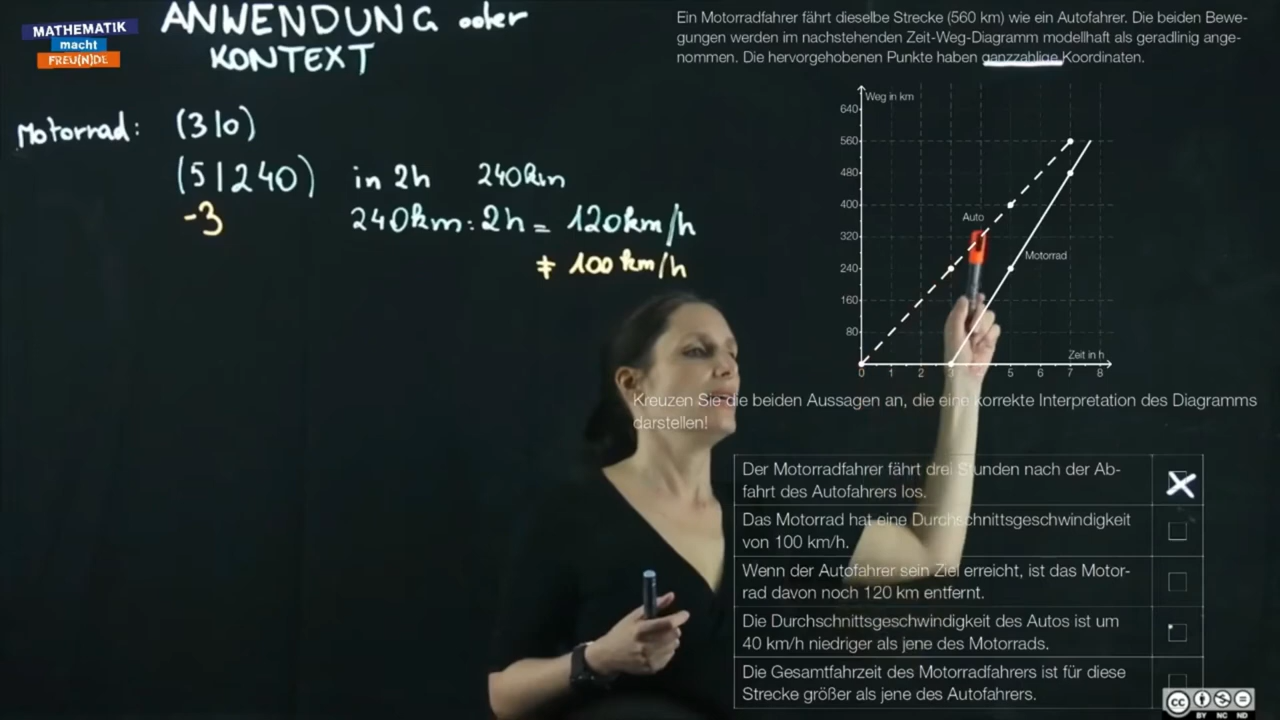 MATHEMATIK
macht
FREU(N)DE
ANWENDUNG oder
KONTEXT
Motorrad: (3|0)
(5|240) in 2h 240km
-3 240km:2h = 120km/h
≠ 100 km/h
Ein Motorradfahrer fährt dieselbe Strecke (560 km) wie ein Autofahrer. Die beiden Bewe-
gungen werden im nachstehenden Zeit-Weg-Diagramm modellhaft als geradlinig ange-
nommen. Die hervorgehobenen Punkte haben ganzzahlige Koordinaten.
Weg in km
640
560
480
400
320
240
160
80
Auto
Motorrad
Zeit in h
0 2 3 5 6 7 8
Kreuzen Sie die beiden Aussagen an, die eine korrekte Interpretation des Diagramms
darstellen!
Der Motorradfahrer fährt drei Stunden nach der Ab-
fahrt des Autofahrers los.
Das Motorrad hat eine Durchschnittsgeschwindigkeit
von 100 km/h.
Wenn der Autofahrer sein Ziel erreicht, ist das Motor-
rad davon noch 120 km entfernt.
Die Durchschnittsgeschwindigkeit des Autos ist um
40 km/h niedriger als jene des Motorrads.
Die Gesamtfahrzeit des Motorradfahrers ist für diese
Strecke größer als jene des Autofahrers.
CC BY NC ND